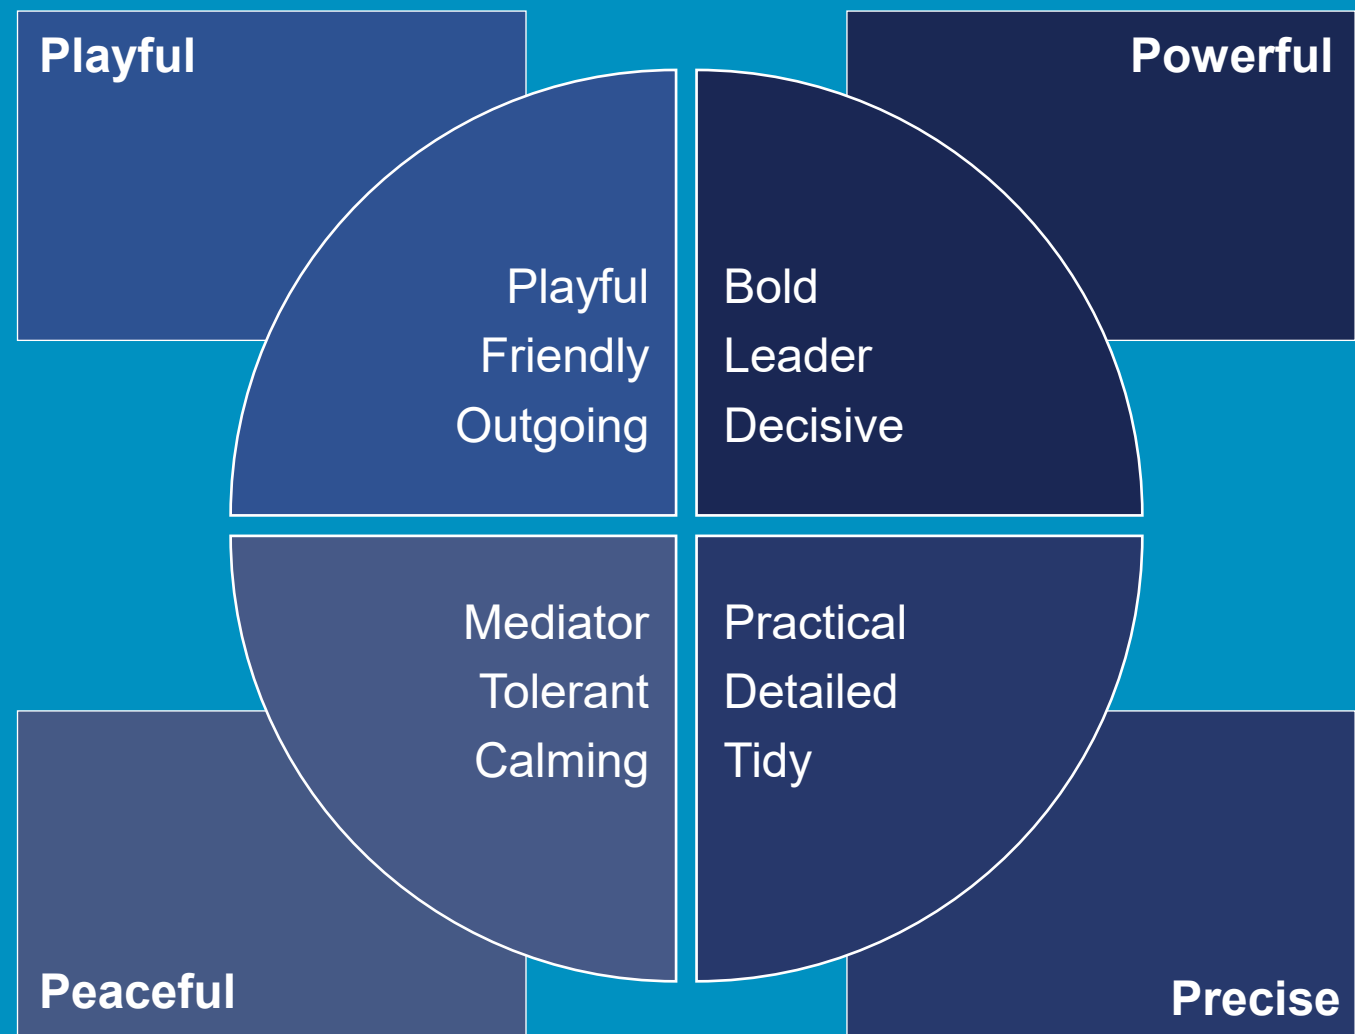 Playful
Powerful
Playful
Friendly
Outgoing
Bold
Leader
Decisive
Mediator
Tolerant
Calming
Practical
Detailed
Tidy
Peaceful
Precise